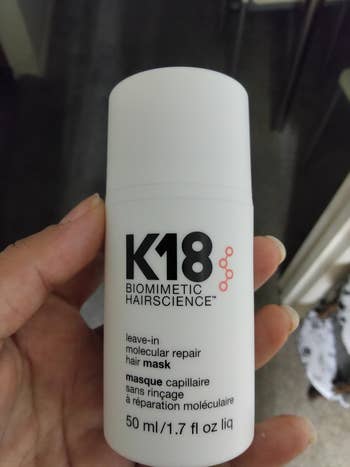 K18
BIOMIMETIC
HAIRSCIENCE™
leave-in
molecular repair
hair mask
masque capillaire
sans rinçage
à réparation moléculaire
50 ml/1.7 fl oz liq